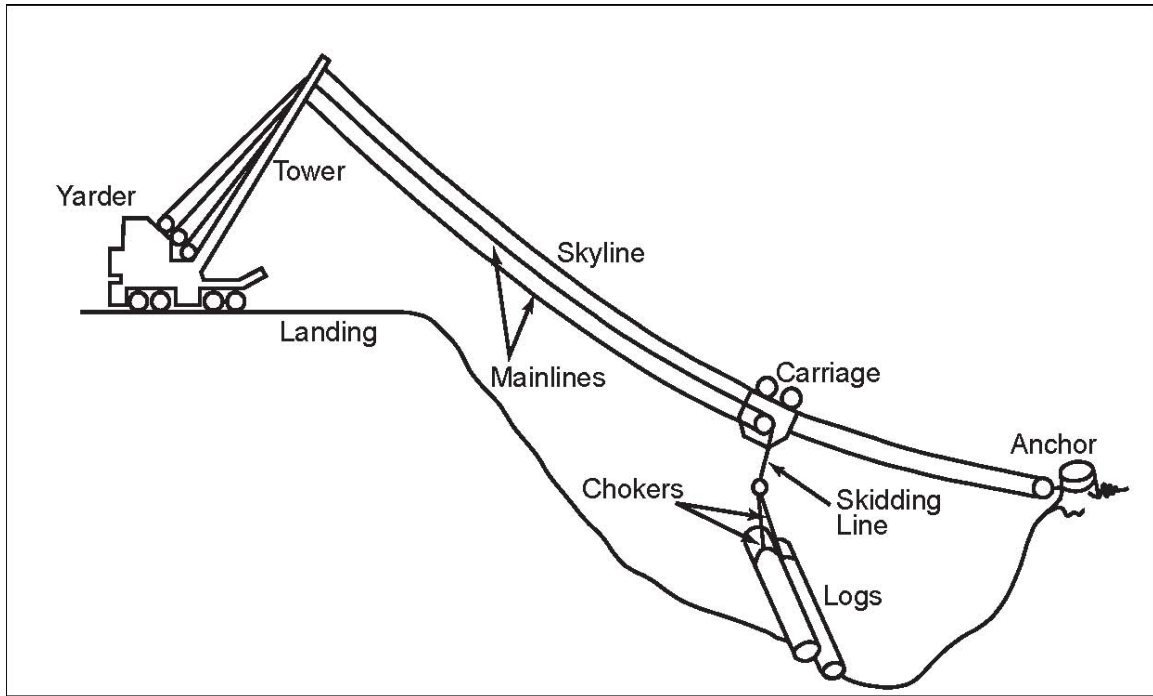 Tower
Yarder
Skyline
Landing
Mainlines
Carriage
Anchor
Chokers
Skidding
Line
Logs